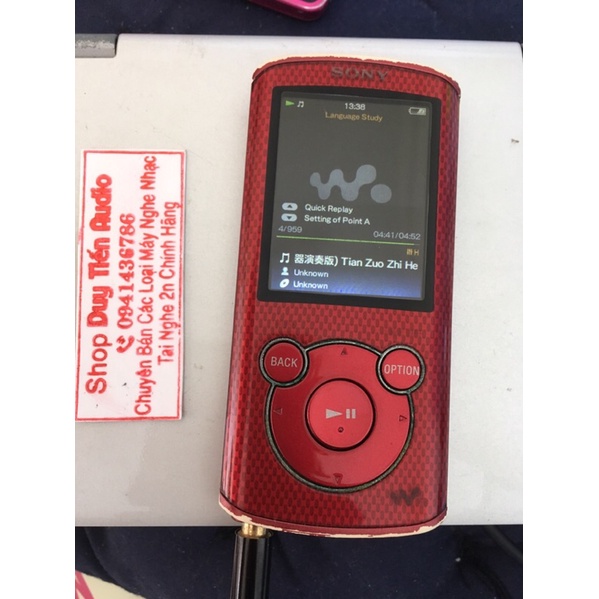 SONY
13:36
Language Study
Quick Replay
Setting of Point A
4/959
04:41/04:52
器演奏版) Tian Zuo Zhi He
Unknown
Unknown
BACK
OPTION
Shop Duy Tiến Audio
0941436786
Chuyên Bán Các Loại Máy Nghe Nhạc
Tai Nghe 2n Chính Hãng